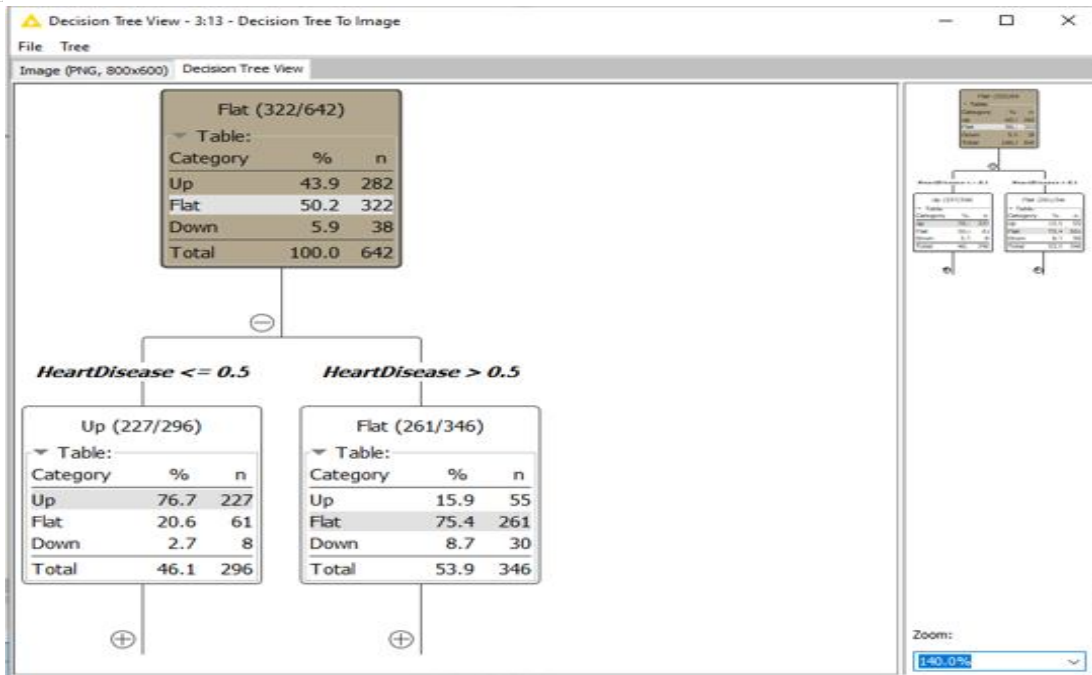 Decision Tree View - 3:13 - Decision Tree To Image
File Tree
Image (PNG, 800x600) Decision Tree View
Flat (322/642)
Table:
Category % n
Up 43.9 282
Flat 50.2 322
Down 5.9 38
Total 100.0 642
HeartDisease <= 0.5 HeartDisease > 0.5
Up (227/296)
Table:
Category % n
Up 76.7 227
Flat 20.6 61
Down 2.7 8
Total 46.1 296
Flat (261/346)
Table:
Category % n
Up 15.9 55
Flat 75.4 261
Down 8.7 30
Total 53.9 346
Zoom:
140.0%